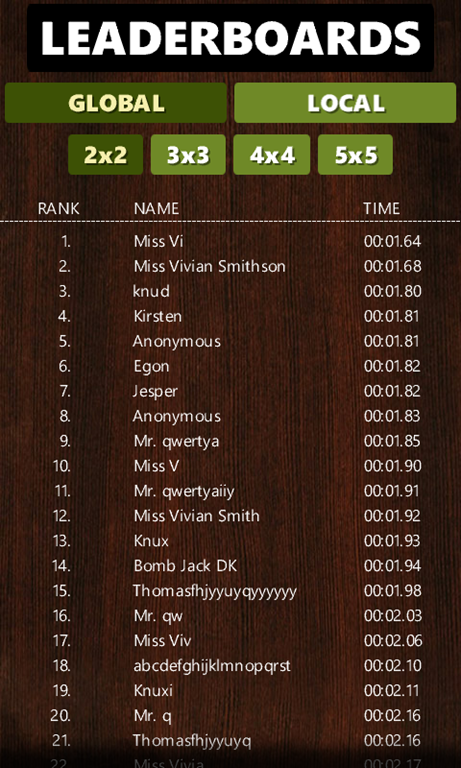 LEADERBOARDS
GLOBAL LOCAL
2x2 3x3 4x4 5x5
RANK NAME TIME
1. Miss Vi 00:01.64
2. Miss Vivian Smithson 00:01.68
3. knud 00:01.80
4. Kirsten 00:01.81
5. Anonymous 00:01.81
6. Egon 00:01.82
7. Jesper 00:01.82
8. Anonymous 00:01.83
9. Mr. qwertya 00:01.85
10. Miss V 00:01.90
11. Mr. qwertyaiiy 00:01.91
12. Miss Vivian Smith 00:01.92
13. Knux 00:01.93
14. Bomb Jack DK 00:01.94
15. Thomasfhjyyuyqyyyyyy 00:01.98
16. Mr. qw 00:02.03
17. Miss Viv 00:02.06
18. abcdefghijklmnopqrst 00:02.10
19. Knuxi 00:02.11
20. Mr. q 00:02.16
21. Thomasfhjyyuyq 00:02.16
22. Miss Vivia 00:02.17